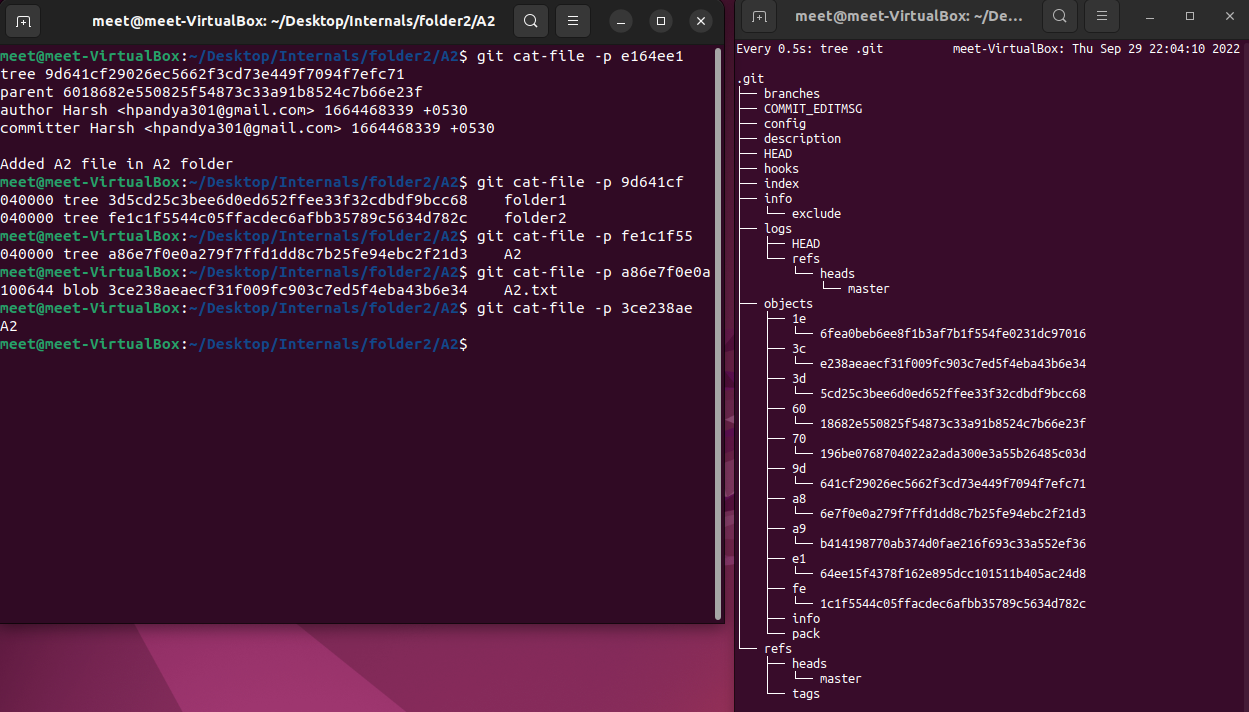 meet@meet-VirtualBox: ~/Desktop/Internals/folder2/A2
meet@meet-VirtualBox:~/Desktop/Internals/folder2/A2$ git cat-file -p e164ee1
tree 9d641cf29026ec5662f3cd73e449f7094f7efc71
parent 6018682e550825f54873c33a91b8524c7b66e23f
author Harsh <hpandya301@gmail.com> 1664468339 +0530
committer Harsh <hpandya301@gmail.com> 1664468339 +0530
Added A2 file in A2 folder
meet@meet-VirtualBox:~/Desktop/Internals/folder2/A2$ git cat-file -p 9d641cf
040000 tree 3d5cd25c3bee6d0ed652ffee33f32cdbdf9bcc68    folder1
040000 tree fe1c1f5544c05ffacdec6afbb35789c5634d782c    folder2
meet@meet-VirtualBox:~/Desktop/Internals/folder2/A2$ git cat-file -p fe1c1f55
040000 tree a86e7f0e0a279f7ffd1dd8c7b25fe94ebc2f21d3    A2
meet@meet-VirtualBox:~/Desktop/Internals/folder2/A2$ git cat-file -p a86e7f0e0a
100644 blob 3ce238aeaecf31f009fc903c7ed5f4eba43b6e34    A2.txt
meet@meet-VirtualBox:~/Desktop/Internals/folder2/A2$ git cat-file -p 3ce238ae
A2
meet@meet-VirtualBox:~/Desktop/Internals/folder2/A2$
meet@meet-VirtualBox: ~/De...
Every 0.5s: tree .git          meet-VirtualBox: Thu Sep 29 22:04:10 2022
.git
├── branches
├── COMMIT_EDITMSG
├── config
├── description
├── HEAD
├── hooks
├── index
├── info
│   └── exclude
├── logs
│   ├── HEAD
│   └── refs
│       └── heads
│           └── master
├── objects
│   ├── 1e
│   │   └── 6fea0beb6ee8f1b3af7b1f554fe0231dc97016
│   ├── 3c
│   │   └── e238aeaecf31f009fc903c7ed5f4eba43b6e34
│   ├── 3d
│   │   └── 5cd25c3bee6d0ed652ffee33f32cdbdf9bcc68
│   ├── 60
│   │   └── 18682e550825f54873c33a91b8524c7b66e23f
│   ├── 70
│   │   └── 196be0768704022a2ada300e3a55b26485c03d
│   ├── 9d
│   │   └── 641cf29026ec5662f3cd73e449f7094f7efc71
│   ├── a8
│   │   └── 6e7f0e0a279f7ffd1dd8c7b25fe94ebc2f21d3
│   ├── a9
│   │   └── b414198770ab374d0fae216f693c33a552ef36
│   ├── e1
│   │   └── 64ee15f4378f162e895dcc101511b405ac24d8
│   ├── fe
│   │   └── 1c1f5544c05ffacdec6afbb35789c5634d782c
│   ├── info
│   └── pack
└── refs
    ├── heads
    │   └── master
    └── tags